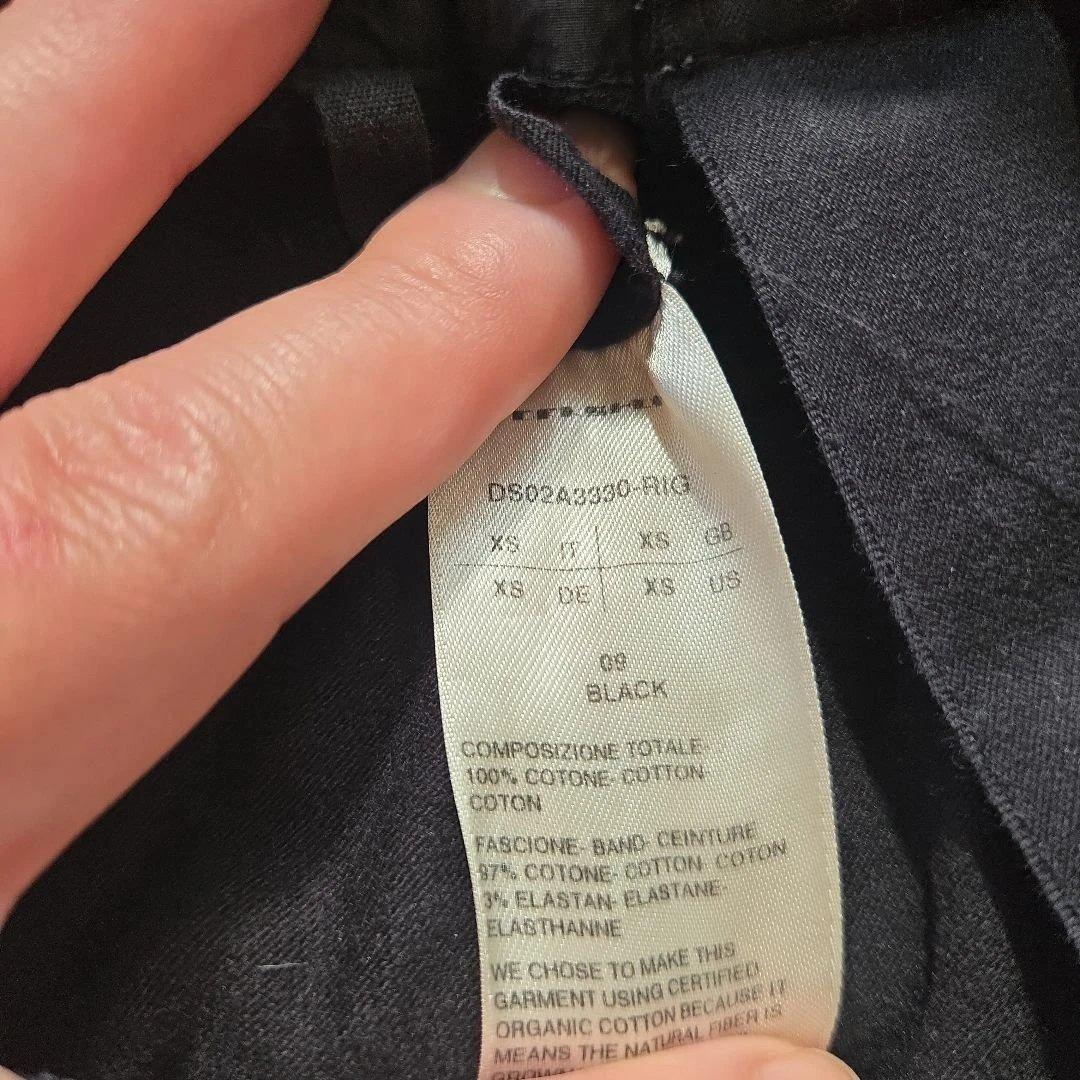 DS02A3330-RIG
XS IT XS GB
XS DE XS US
09
BLACK
COMPOSIZIONE TOTALE-
100% COTONE- COTTON-
COTON
FASCIONE- BAND- CEINTURE
97% COTONE- COTTON- COTON
3% ELASTAN- ELASTANE-
ELASTHANNE
WE CHOSE TO MAKE THIS
GARMENT USING CERTIFIED
ORGANIC COTTON BECAUSE IT
MEANS THE NATURAL FIBER IS